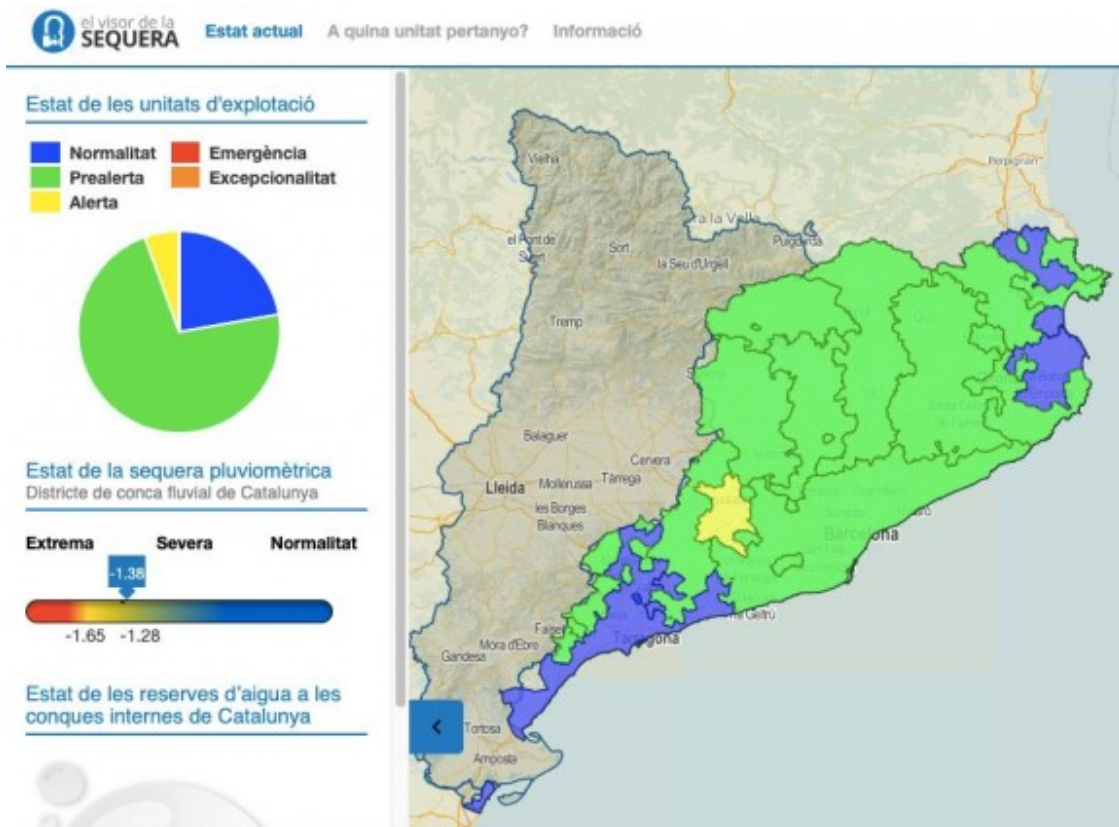 el visor de la
SEQUERA
Estat actual
A quina unitat pertanyo?
Informació
Estat de les unitats d'explotació
Normalitat
Emergència
Prealerta
Excepcionalitat
Alerta
Estat de la sequera pluviomètrica
Districte de conca fluvial de Catalunya
Extrema
Severa
Normalitat
-1.38
-1.65
-1.28
Estat de les reserves d'aigua a les
conques internes de Catalunya
Vielha
Perpignan
ra la Vella
el Pont de
Puigcerdà
Sort
la Seu d'Urgell
Tremp
Balaguer
Cervera
Lleida
Mollerussa
Tàrrega
les Borges
Blanques
Barcelona
Geltrú
Tarragona
Falset
Móra d'Ebre
Gandesa
Tortosa
Amposta